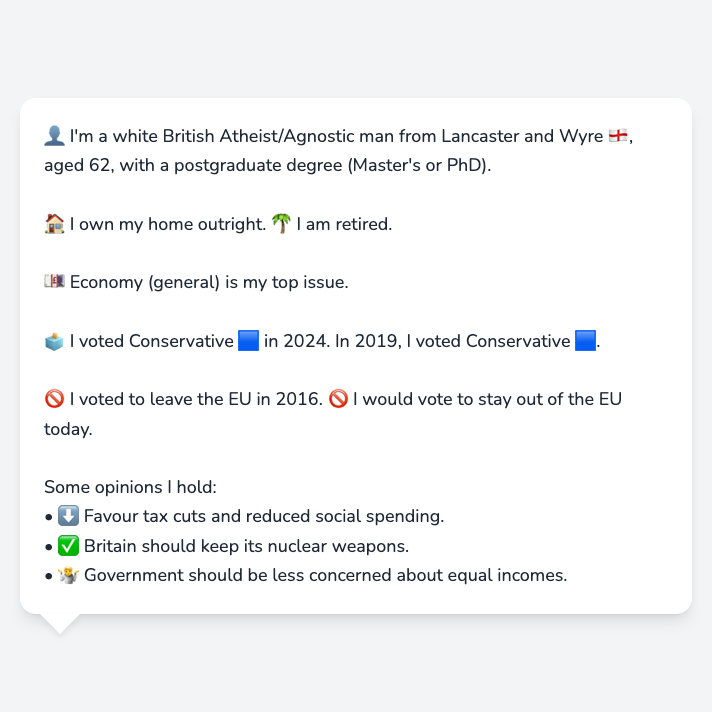 👤 I'm a white British Atheist/Agnostic man from Lancaster and Wyre 🏴󠁧󠁢󠁥󠁮󠁧󠁿,
aged 62, with a postgraduate degree (Master's or PhD).
🏠 I own my home outright. 🌴 I am retired.
💷 Economy (general) is my top issue.
🗳️ I voted Conservative 🟦 in 2024. In 2019, I voted Conservative 🟦.
🚫 I voted to leave the EU in 2016. 🚫 I would vote to stay out of the EU
today.
Some opinions I hold:
• ⬇️ Favour tax cuts and reduced social spending.
• ✅ Britain should keep its nuclear weapons.
• 🤷 Government should be less concerned about equal incomes.